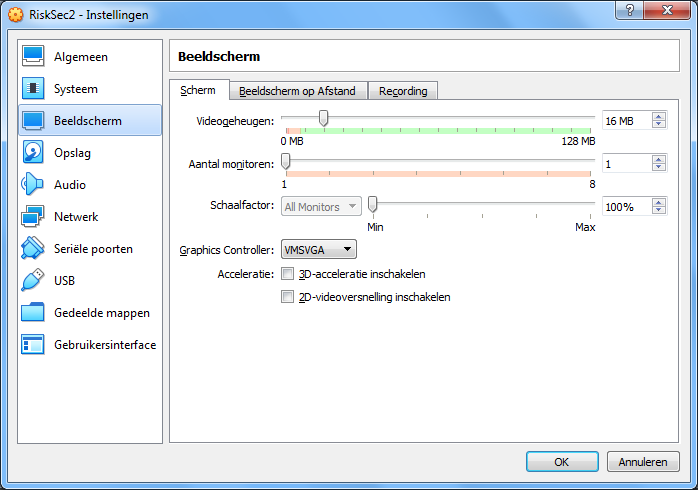 RiskSec2 - Instellingen
Algemeen
Systeem
Beeldscherm
Opslag
Audio
Netwerk
Seriële poorten
USB
Gedeelde mappen
Gebruikersinterface
Beeldscherm
Scherm Beeldscherm op Afstand Recording
Videogeheugen: 16 MB
0 MB 128 MB
Aantal monitoren: 1
1 8
Schaalfactor: All Monitors 100%
Min Max
Graphics Controller: VMSVGA
Acceleratie: 3D-acceleratie inschakelen
2D-videoversnelling inschakelen
OK Annuleren